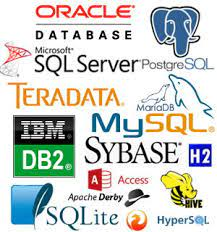 ORACLE
DATABASE
Microsoft
SQL Server
PostgreSQL
TERADATA
MariaDB
IBM
DB2
MySQL
SYBASE
H2
Access
Apache Derby
HIVE
SQLite
HyperSQL